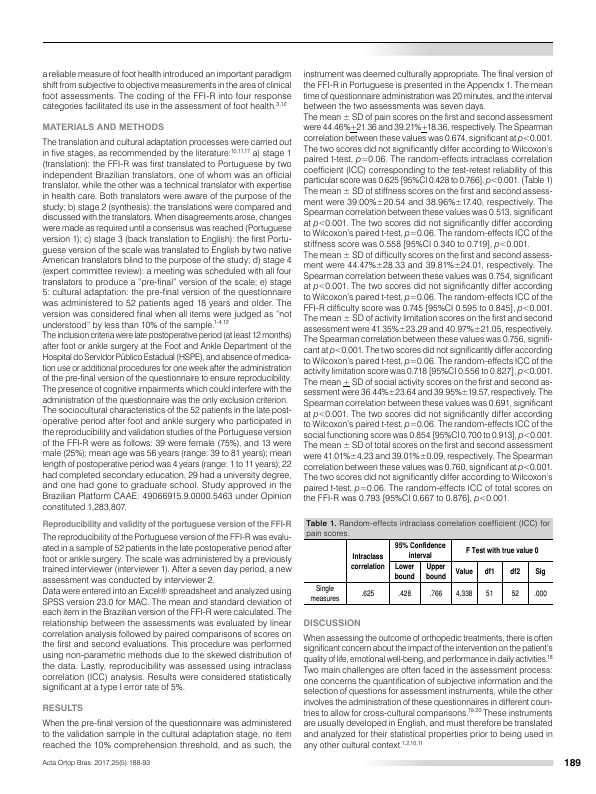 a reliable measure of foot health introduced an important paradigm
shift from subjective to objective measurements in the area of clinical
foot assessments. The coding of the FFI-R into four response
categories facilitated its use in the assessment of foot health.3,12
MATERIALS AND METHODS
The translation and cultural adaptation processes were carried out
in five stages, as recommended by the literature:10,11,17 a) stage 1
(translation): the FFI-R was first translated to Portuguese by two
independent Brazilian translators, one of whom was an official
translator, while the other was a technical translator with expertise
in health care. Both translators were aware of the purpose of the
study; b) stage 2 (synthesis): the translations were compared and
discussed with the translators. When disagreements arose, changes
were made as required until a consensus was reached (Portuguese
version 1); c) stage 3 (back translation to English): the first Portu-
guese version of the scale was translated to English by two native
American translators blind to the purpose of the study; d) stage 4
(expert committee review): a meeting was scheduled with all four
translators to produce a "pre-final" version of the scale; e) stage
5: cultural adaptation: the pre-final version of the questionnaire
was administered to 52 patients aged 18 years and older. The
version was considered final when all items were judged as "not
understood" by less than 10% of the sample.1-4,12
The inclusion criteria were late postoperative period (at least 12 months)
after foot or ankle surgery at the Foot and Ankle Department of the
Hospital do Servidor Público Estadual (HSPE), and absence of medica-
tion use or additional procedures for one week after the administration
of the pre-final version of the questionnaire to ensure reproducibility.
The presence of cognitive impairments which could interfere with the
administration of the questionnaire was the only exclusion criterion.
The sociocultural characteristics of the 52 patients in the late post-
operative period after foot and ankle surgery who participated in
the reproducibility and validation studies of the Portuguese version
of the FFI-R were as follows: 39 were female (75%), and 13 were
male (25%); mean age was 56 years (range: 39 to 81 years); mean
length of postoperative period was 4 years (range: 1 to 11 years); 22
had completed secondary education, 29 had a university degree,
and one had gone to graduate school. Study approved in the
Brazilian Platform CAAE: 49066915.9.0000.5463 under Opinion
constituted 1,283,807.
Reproducibility and validity of the portuguese version of the FFI-R
The reproducibility of the Portuguese version of the FFI-R was evalu-
ated in a sample of 52 patients in the late postoperative period after
foot or ankle surgery. The scale was administered by a previously
trained interviewer (interviewer 1). After a seven day period, a new
assessment was conducted by interviewer 2.
Data were entered into an Excel® spreadsheet and analyzed using
SPSS version 23.0 for MAC. The mean and standard deviation of
each item in the Brazilian version of the FFI-R were calculated. The
relationship between the assessments was evaluated by linear
correlation analysis followed by paired comparisons of scores on
the first and second evaluations. This procedure was performed
using non-parametric methods due to the skewed distribution of
the data. Lastly, reproducibility was assessed using intraclass
correlation (ICC) analysis. Results were considered statistically
significant at a type I error rate of 5%.
RESULTS
When the pre-final version of the questionnaire was administered
to the validation sample in the cultural adaptation stage, no item
reached the 10% comprehension threshold, and as such, the
instrument was deemed culturally appropriate. The final version of
the FFI-R in Portuguese is presented in the Appendix 1. The mean
time of questionnaire administration was 20 minutes, and the interval
between the two assessments was seven days.
The mean ± SD of pain scores on the first and second assessment
were 44.46%±21.36 and 39.21%±18.36, respectively. The Spearman
correlation between these values was 0.674, significant at p<0.001.
The two scores did not significantly differ according to Wilcoxon's
paired t-test, p=0.06. The random-effects intraclass correlation
coefficient (ICC) corresponding to the test-retest reliability of this
particular score was 0.625 [95%CI 0.428 to 0.766], p<0.001. (Table 1)
The mean ± SD of stiffness scores on the first and second assess-
ment were 39.00%±20.54 and 38.96%±17.40, respectively. The
Spearman correlation between these values was 0.513, significant
at p<0.001. The two scores did not significantly differ according
to Wilcoxon's paired t-test, p=0.06. The random-effects ICC of the
stiffness score was 0.558 [95%CI 0.340 to 0.719], p<0.001.
The mean ± SD of difficulty scores on the first and second assess-
ment were 44.47%±28.33 and 39.81%±24.01, respectively. The
Spearman correlation between these values was 0.754, significant
at p<0.001. The two scores did not significantly differ according
to Wilcoxon's paired t-test, p=0.06. The random-effects ICC of the
FFI-R difficulty score was 0.745 [95%CI 0.595 to 0.845], p<0.001.
The mean ± SD of activity limitation scores on the first and second
assessment were 41.35%±23.29 and 40.97%±21.05, respectively.
The Spearman correlation between these values was 0.756, signifi-
cant at p<0.001. The two scores did not significantly differ according
to Wilcoxon's paired t-test, p=0.06. The random-effects ICC of the
activity limitation score was 0.718 [95%CI 0.556 to 0.827], p<0.001.
The mean ± SD of social activity scores on the first and second as-
sessment were 36.44%±23.64 and 39.95%±19.57, respectively. The
Spearman correlation between these values was 0.691, significant
at p<0.001. The two scores did not significantly differ according
to Wilcoxon's paired t-test, p=0.06. The random-effects ICC of the
social functioning score was 0.854 [95%CI 0.700 to 0.913], p<0.001.
The mean ± SD of total scores on the first and second assessment
were 41.01%±4.23 and 39.01%±0.09, respectively. The Spearman
correlation between these values was 0.760, significant at p<0.001.
The two scores did not significantly differ according to Wilcoxon's
paired t-test, p=0.06. The random-effects ICC of total scores on
the FFI-R was 0.793 [95%CI 0.667 to 0.876], p<0.001.
Table 1. Random-effects intraclass correlation coefficient (ICC) for
pain scores.
Intraclass correlation
95% Confidence interval
F Test with true value 0
Lower bound
Upper bound
Value df1 df2 Sig
Single measures .625 .428 .766 4,338 51 52 .000
DISCUSSION
When assessing the outcome of orthopedic treatments, there is often
significant concern about the impact of the intervention on the patient's
quality of life, emotional well-being, and performance in daily activities.18
Two main challenges are often faced in the assessment process:
one concerns the quantification of subjective information and the
selection of questions for assessment instruments, while the other
involves the administration of these questionnaires in different coun-
tries to allow for cross-cultural comparisons.19,20 These instruments
are usually developed in English, and must therefore be translated
and analyzed for their statistical properties prior to being used in
any other cultural context.1,2,10,11
Acta Ortop Bras. 2017;25(5):188-93
189